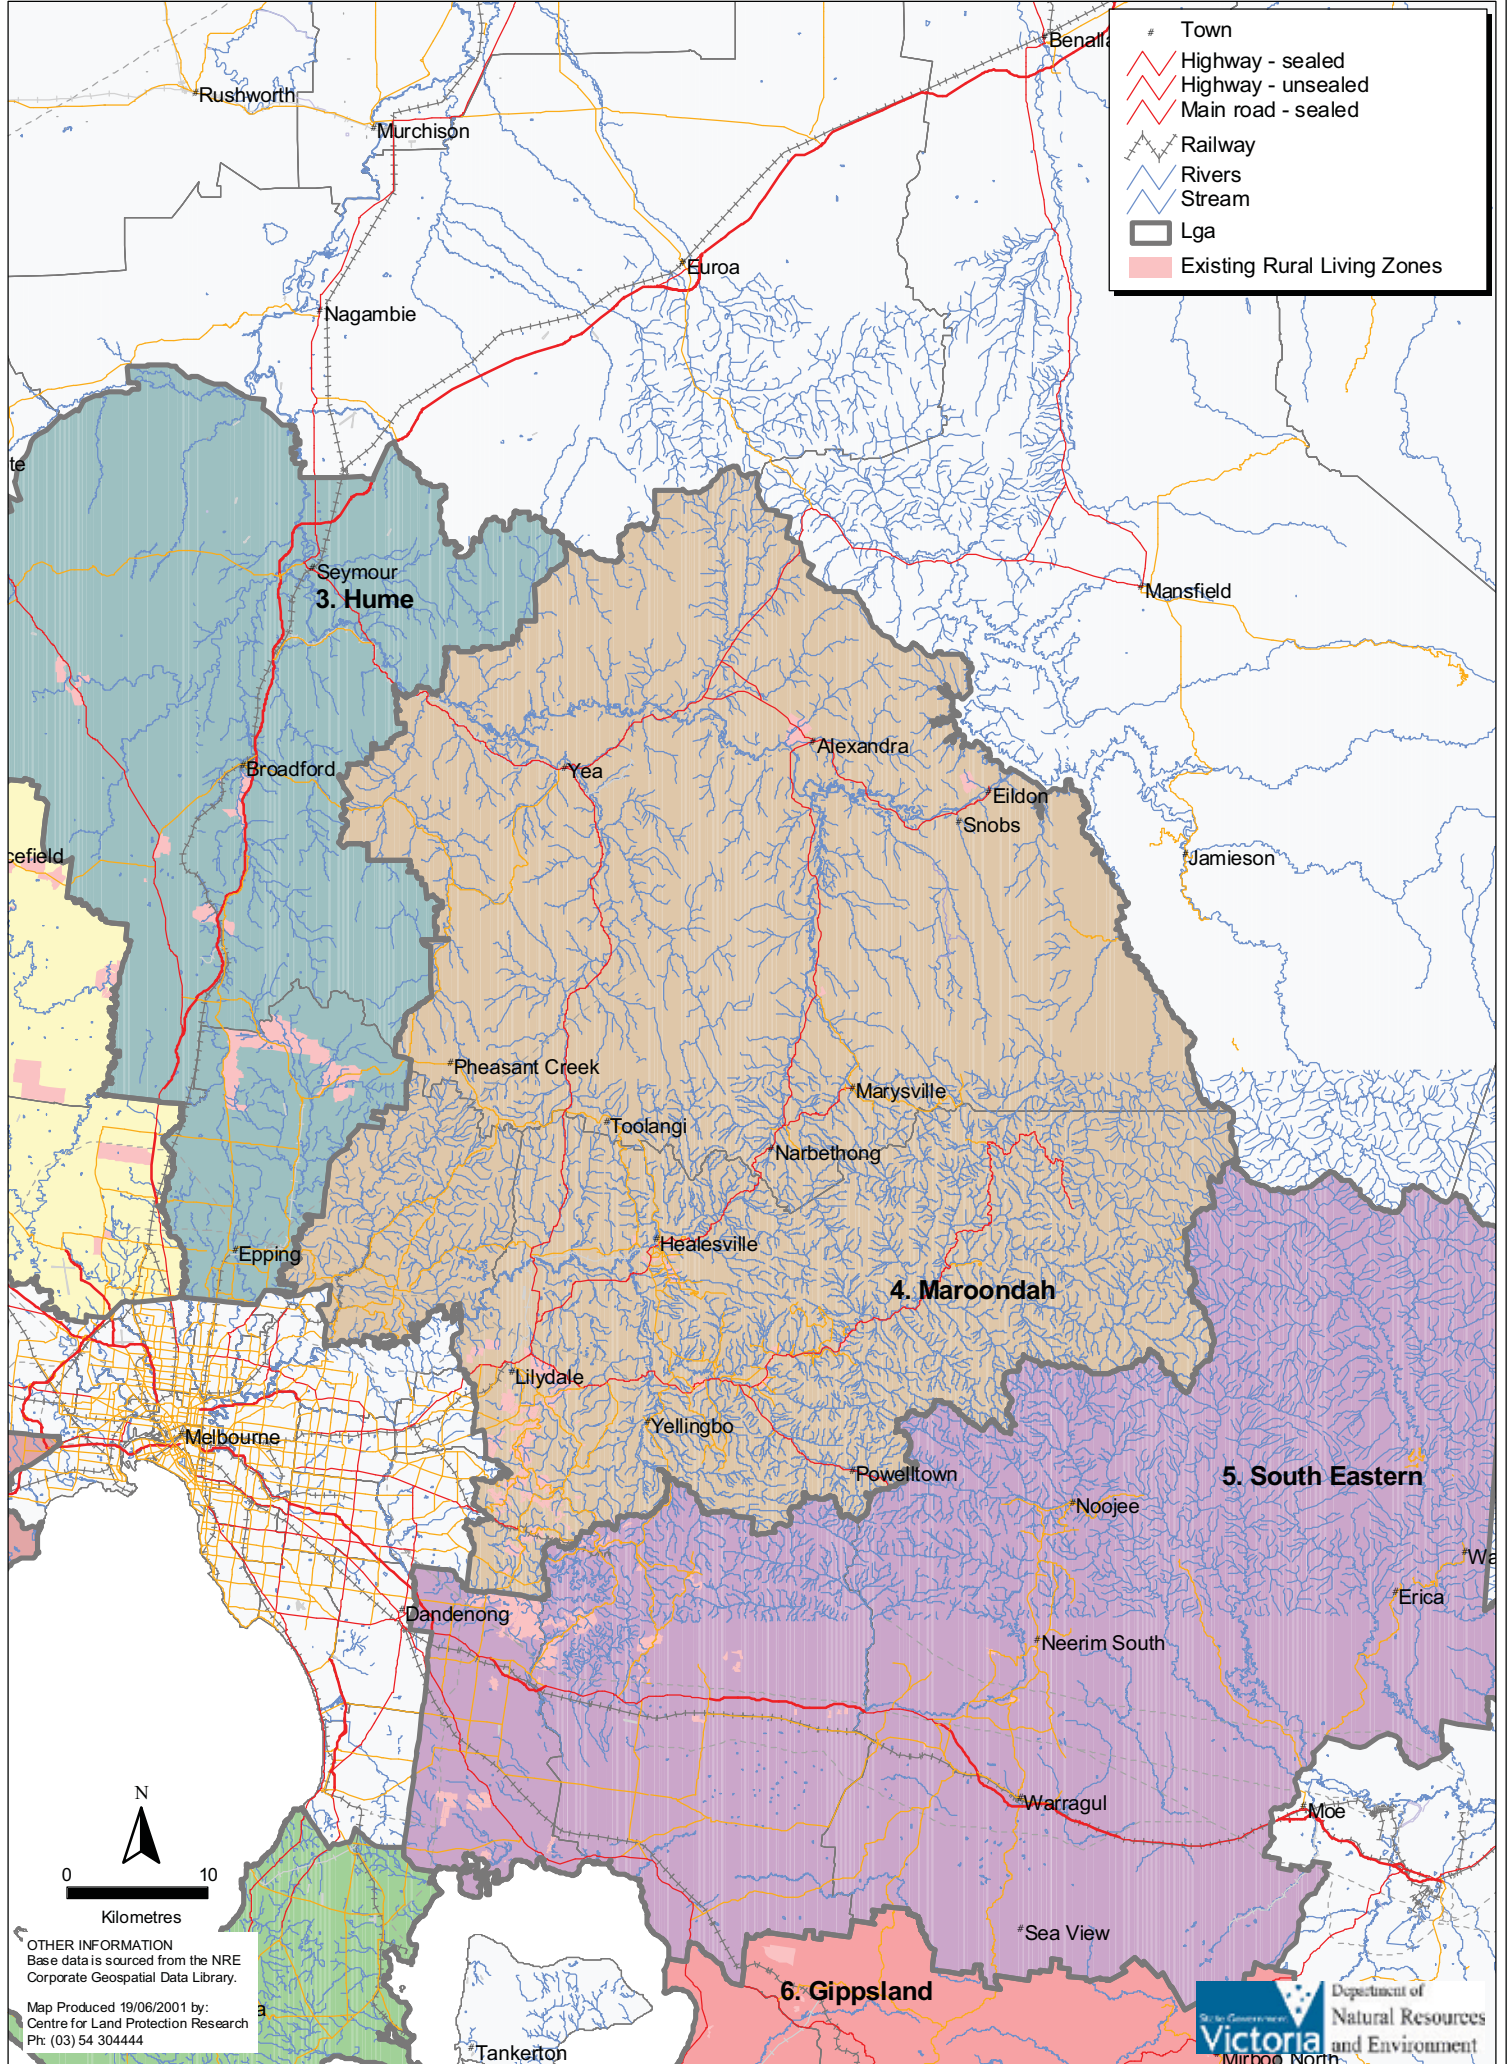 Town
Highway - sealed
Highway - unsealed
Main road - sealed
Railway
Rivers
Stream
Lga
Existing Rural Living Zones
Benalla
Rushworth
Murchison
Euroa
Nagambie
te
Seymour
3. Hume
Mansfield
Alexandra
Broadford
Yea
Eildon
Snobs
cefield
Jamieson
Pheasant Creek
Marysville
Toolangi
Narbethong
Healesville
Epping
4. Maroondah
Lilydale
Yellingbo
Melbourne
Powelltown
5. South Eastern
Noojee
Wa
Erica
Dandenong
Neerim South
Warragul
Moe
N
0 10
Kilometres
Sea View
OTHER INFORMATION
Base data is sourced from the NRE
Corporate Geospatial Data Library.
Map Produced 19/06/2001 by:
Centre for Land Protection Research
Ph: (03) 54 304444
a
6. Gippsland
Tankerton
State Government
Victoria
Department of
Natural Resources
and Environment
Mirboo North